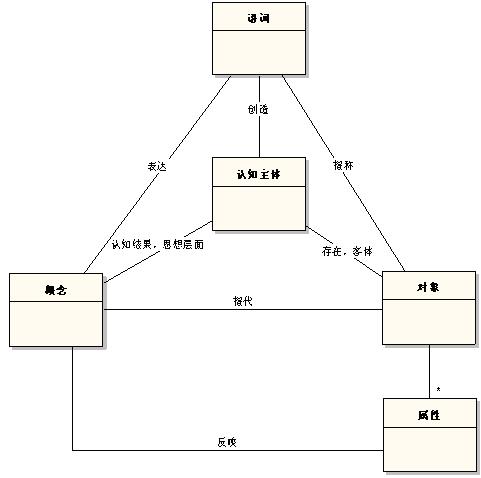 语词
创造
表达
指称
认知主体
认知结果，思想层面
存在，客体
概念
对象
指代
*
属性
反映